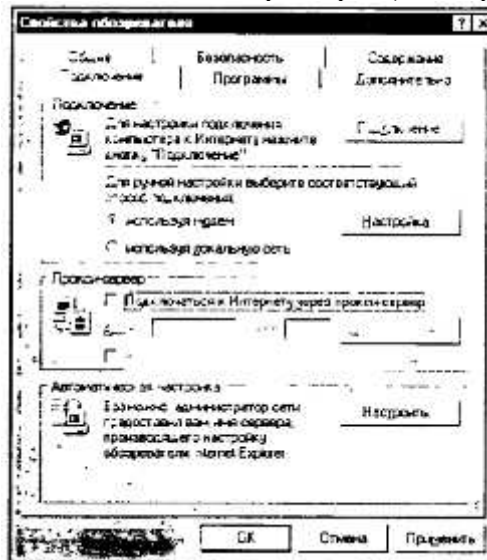 Свойства обозревателя
Общие Безопасность Содержание
Подключение Программы Дополнительно
Подключение
Для настройки подключения
компьютера к Интернету нажмите
кнопку "Подключение"
Подключение
Для ручной настройки выберите соответствующий
способ подключения:
используя модем
Настройка
используя локальную сеть
Прокси-сервер
Подключаться к Интернету через прокси-сервер
Автоматическая настройка
Возможно, администратор сети
предоставил вам имя сервера,
производящего настройку
обозревателя Internet Explorer
Настроить
OK Отмена Применить